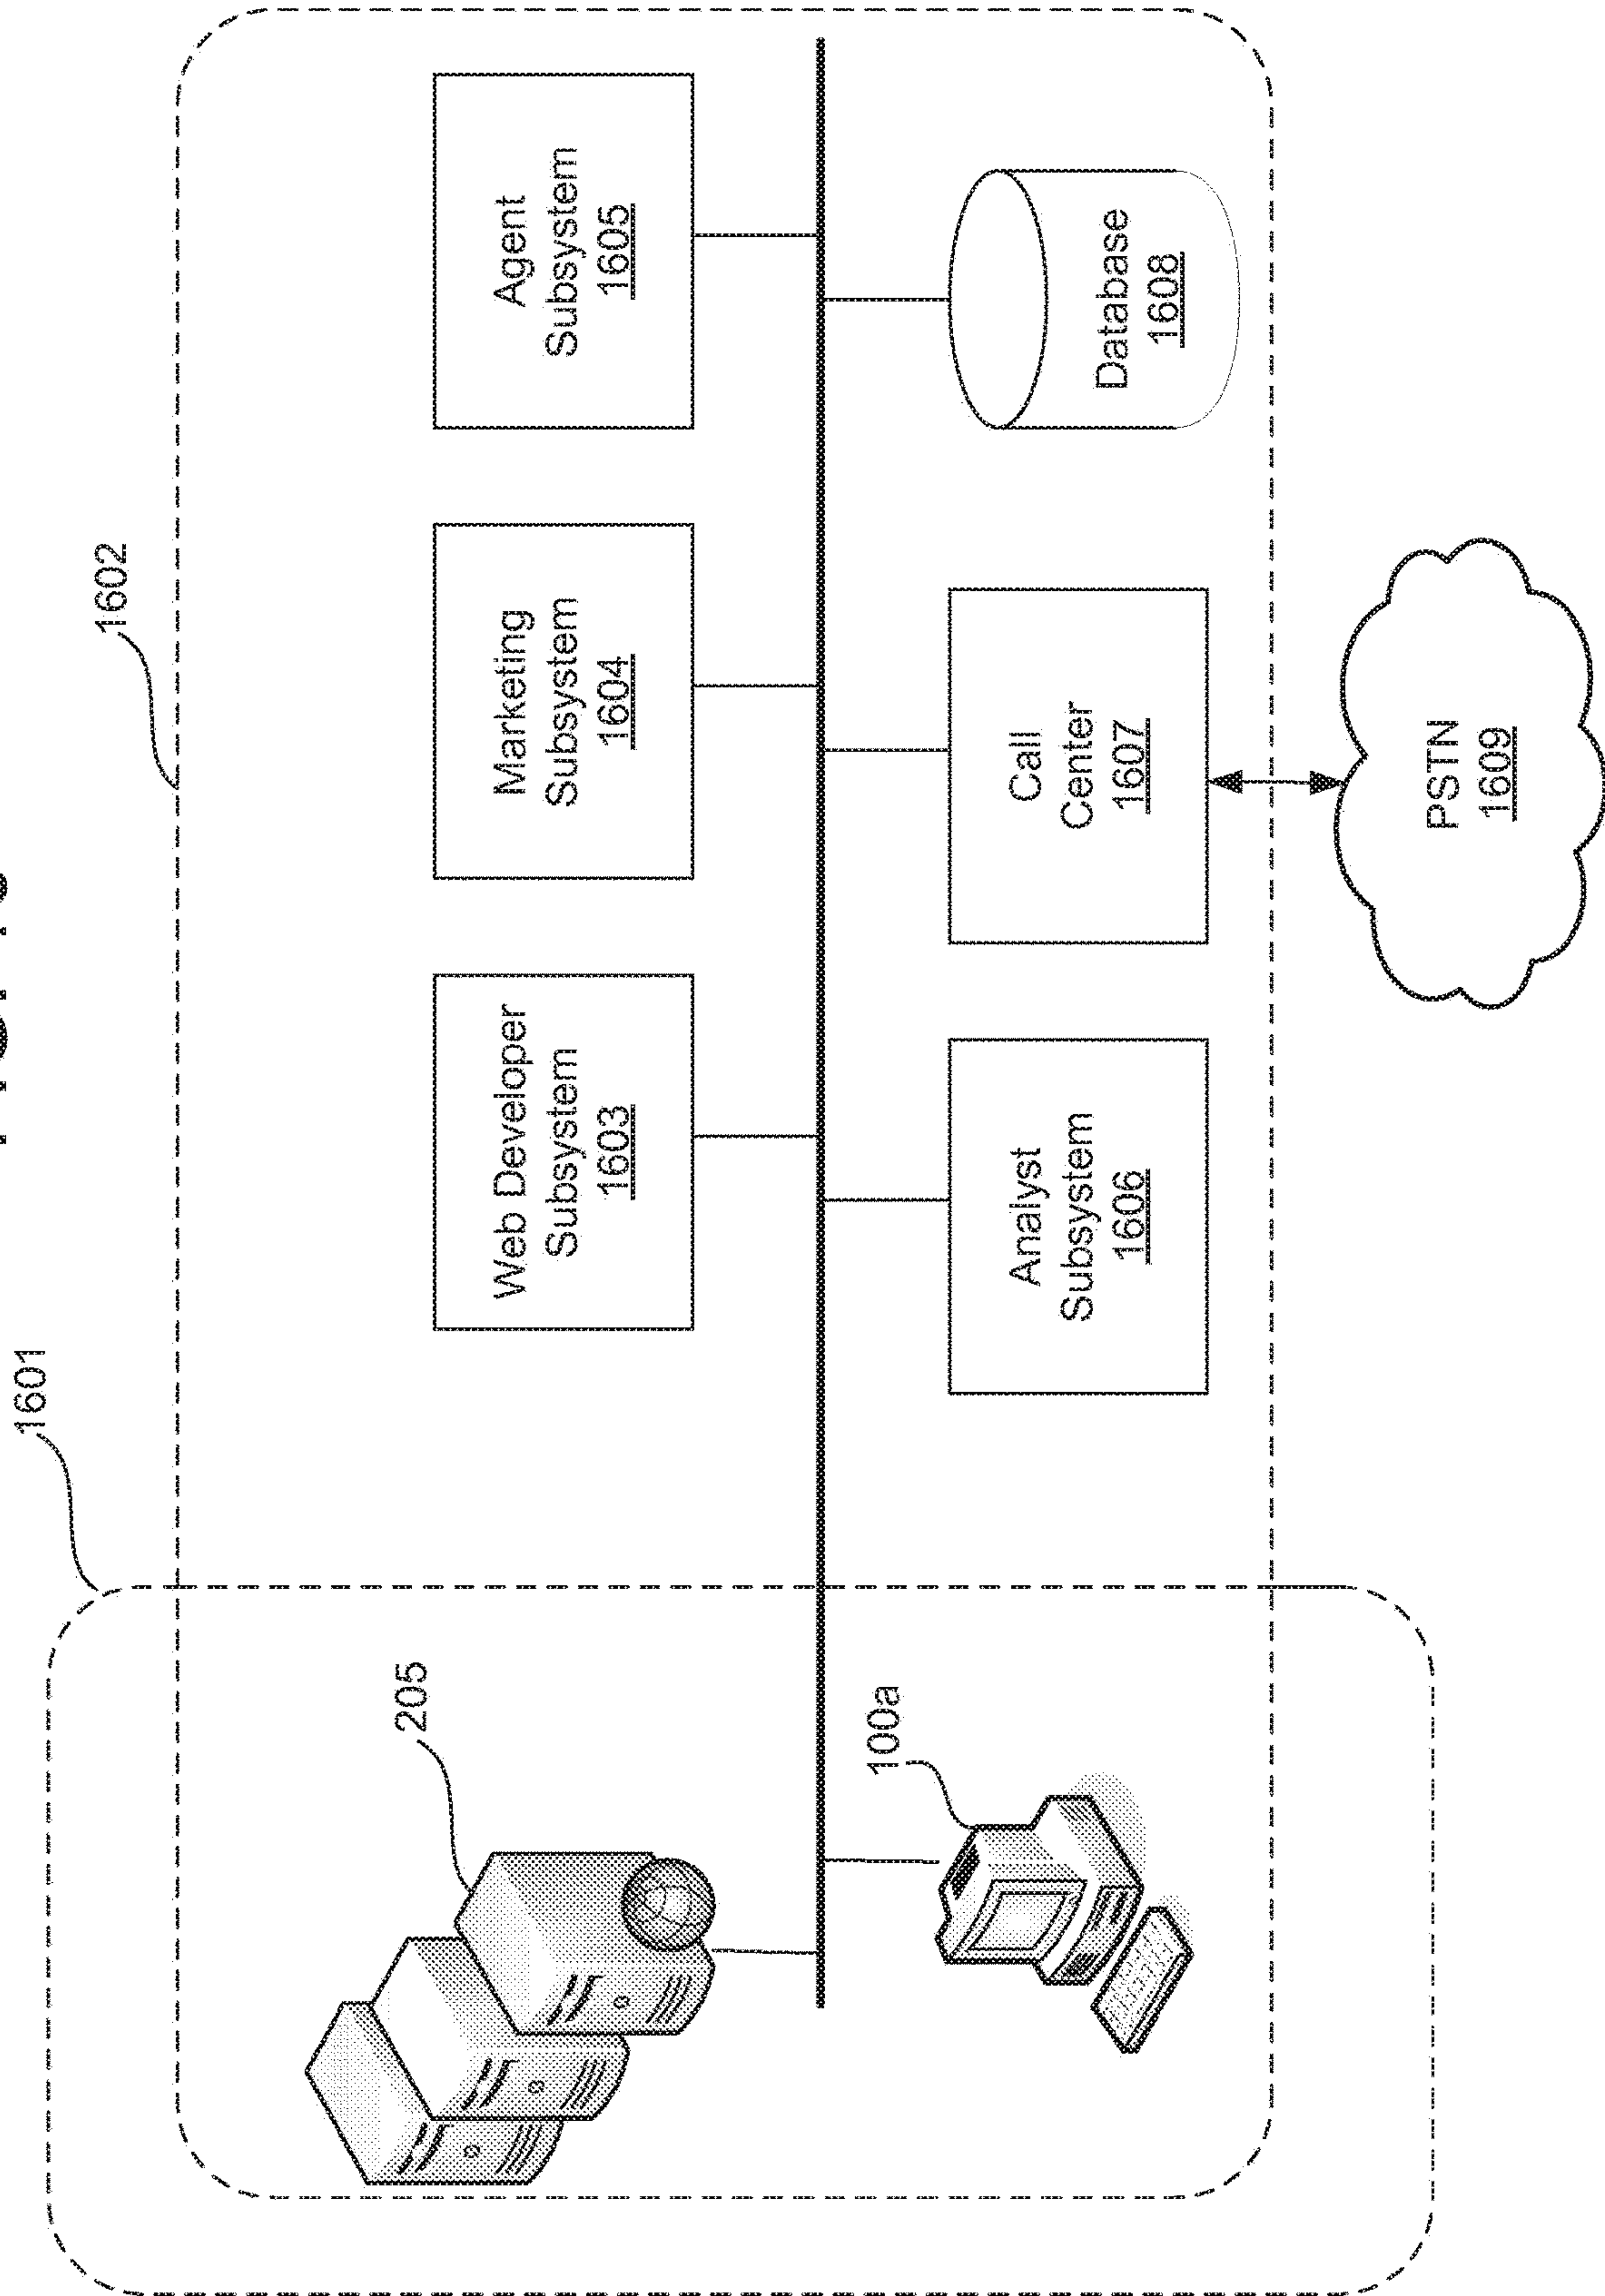 1601
1602
205
100a
Web Developer
Subsystem
1603
Marketing
Subsystem
1604
Agent
Subsystem
1605
Analyst
Subsystem
1606
Call
Center
1607
Database
1608
PSTN
1609